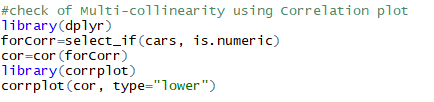 #check of Multi-collinearity using Correlation plot
library(dplyr)
forCorr=select_if(cars, is.numeric)
cor=cor(forCorr)
library(corrplot)
corrplot(cor, type="lower")